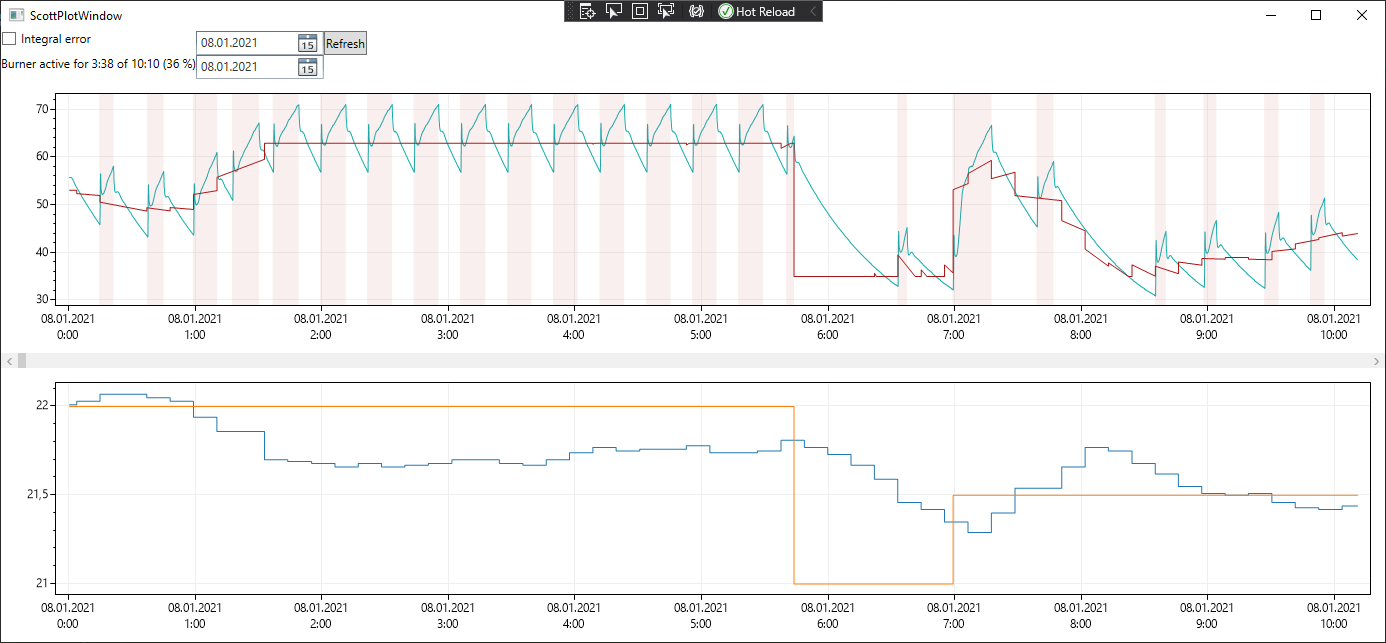 ScottPlotWindow
Hot Reload
Integral error
08.01.2021 15
Refresh
Burner active for 3:38 of 10:10 (36 %)
08.01.2021 15
70
60
50
40
30
08.01.2021 08.01.2021 08.01.2021 08.01.2021 08.01.2021 08.01.2021 08.01.2021 08.01.2021 08.01.2021 08.01.2021 08.01.2021
0:00 1:00 2:00 3:00 4:00 5:00 6:00 7:00 8:00 9:00 10:00
22
21,5
21
08.01.2021 08.01.2021 08.01.2021 08.01.2021 08.01.2021 08.01.2021 08.01.2021 08.01.2021 08.01.2021 08.01.2021 08.01.2021
0:00 1:00 2:00 3:00 4:00 5:00 6:00 7:00 8:00 9:00 10:00